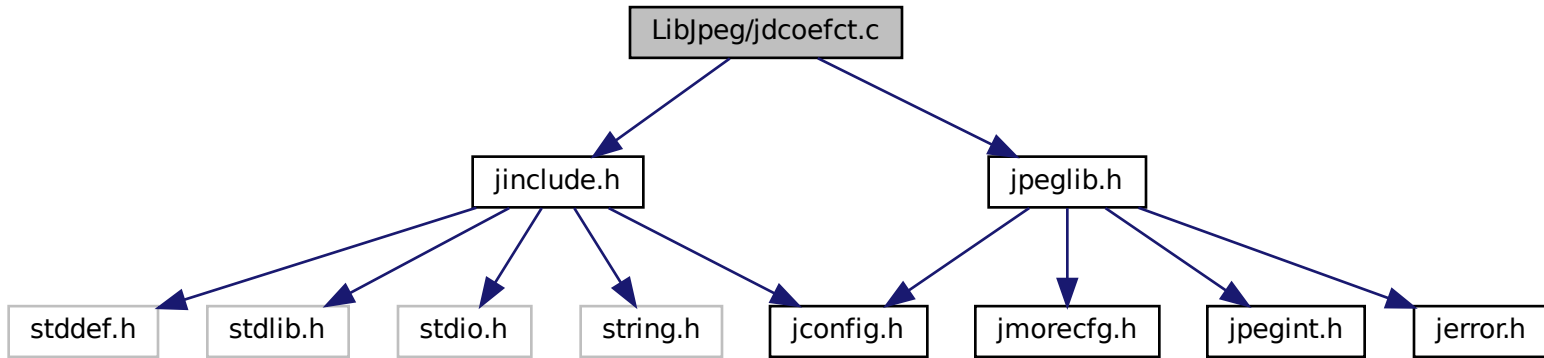 LibJpeg/jdcoefct.c
jinclude.h
jpeglib.h
stddef.h
stdlib.h
stdio.h
string.h
jconfig.h
jmorecfg.h
jpegint.h
jerror.h